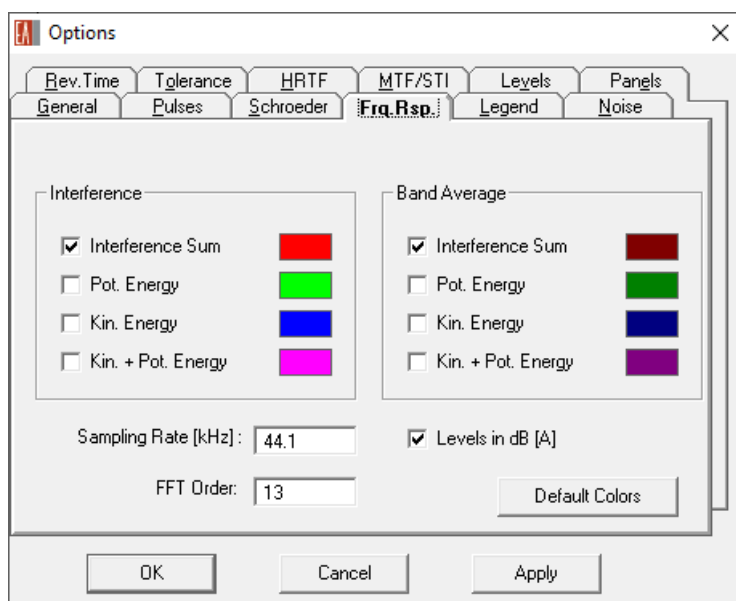 EA Options
Rev.Time Tolerance HRTF MTF/STI Levels Panels
General Pulses Schroeder Frq.Rsp. Legend Noise
Interference
Interference Sum
Pot. Energy
Kin. Energy
Kin. + Pot. Energy
Band Average
Interference Sum
Pot. Energy
Kin. Energy
Kin. + Pot. Energy
Sampling Rate [kHz] : 44.1
Levels in dB [A]
FFT Order: 13
Default Colors
OK Cancel Apply